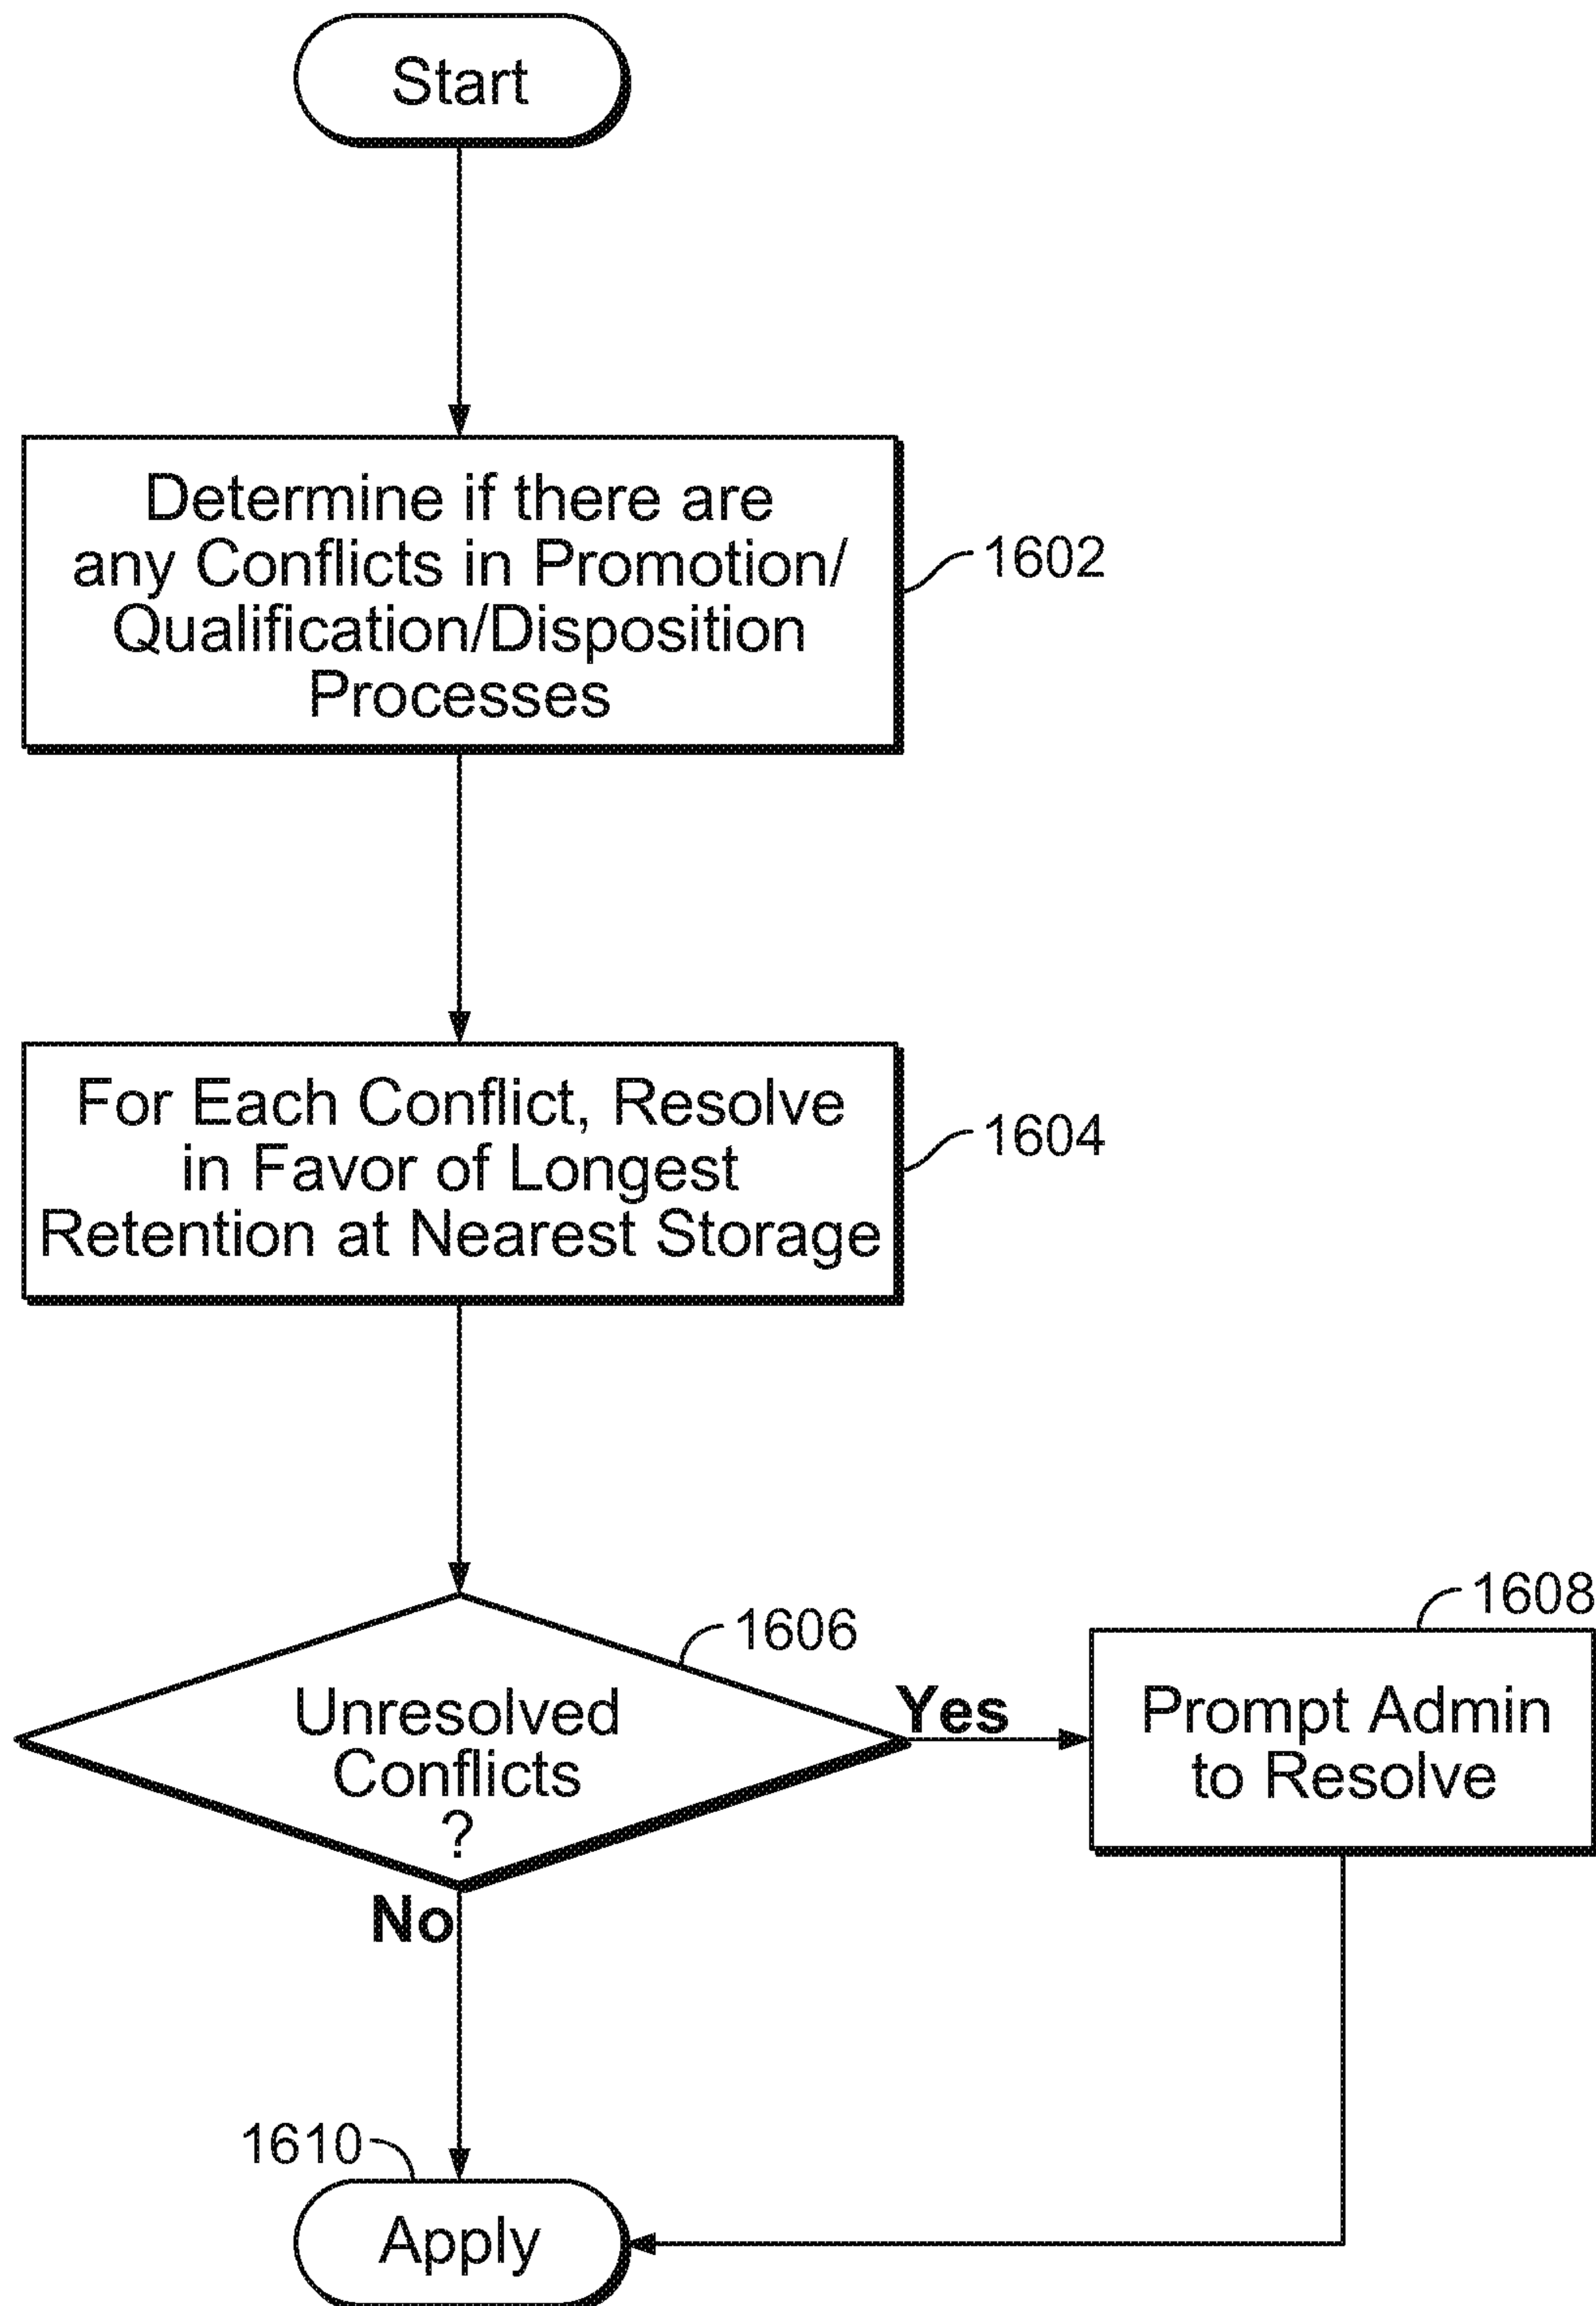 Start
Determine if there are
any Conflicts in Promotion/
Qualification/Disposition
Processes
1602
For Each Conflict, Resolve
in Favor of Longest
Retention at Nearest Storage
1604
Unresolved
Conflicts
?
1606
Yes
1608
Prompt Admin
to Resolve
No
1610
Apply